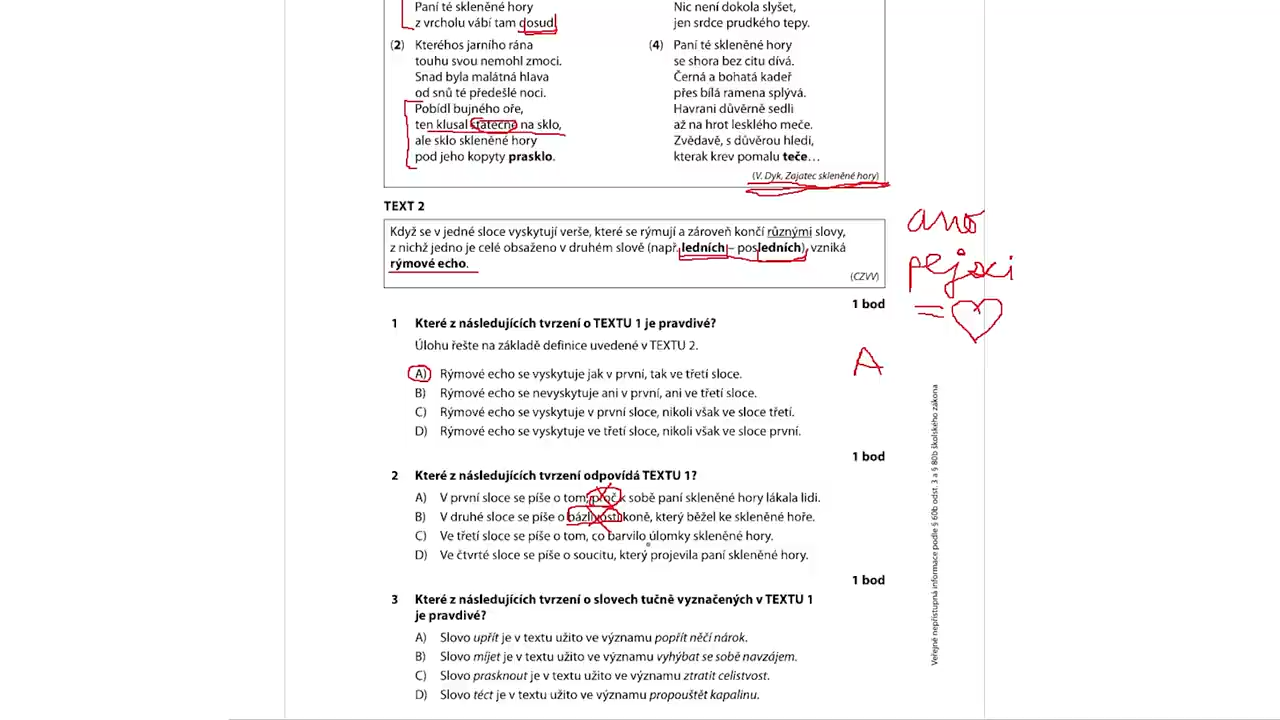 Paní té skleněné hory
z vrcholu vábí tam dosud.
(2) Kteréhos jarního rána
touhu svou nemohl zmoci.
Snad byla malátná hlava
od snů té předešlé noci.
Pobídl bujného oře,
ten klusal statečně na sklo,
ale sklo skleněné hory
pod jeho kopyty prasklo.
Nic není dokola slyšet,
jen srdce prudkého tepy.
(4) Paní té skleněné hory
se shora bez citu dívá.
Černá a bohatá kadeř
přes bílá ramena splývá.
Havrani důvěrně sedli
až na hrot lesklého meče.
Zvědavě, s důvěrou hledí,
kterak krev pomalu teče…
(V. Dyk, Zajatec skleněné hory)
TEXT 2
Když se v jedné sloce vyskytují verše, které se rýmují a zároveň končí různými slovy,
z nichž jedno je celé obsaženo v druhém slově (např. ledních – posledních), vzniká
rýmové echo.
(CZVV)
ano
pejsci
=
1 bod
1 Které z následujících tvrzení o TEXTU 1 je pravdivé?
Úlohu řešte na základě definice uvedené v TEXTU 2.
A
A) Rýmové echo se vyskytuje jak v první, tak ve třetí sloce.
B) Rýmové echo se nevyskytuje ani v první, ani ve třetí sloce.
C) Rýmové echo se vyskytuje v první sloce, nikoli však ve sloce třetí.
D) Rýmové echo se vyskytuje ve třetí sloce, nikoli však ve sloce první.
1 bod
2 Které z následujících tvrzení odpovídá TEXTU 1?
A) V první sloce se píše o tom, proč k sobě paní skleněné hory lákala lidi.
B) V druhé sloce se píše o bázlivosti koně, který běžel ke skleněné hoře.
C) Ve třetí sloce se píše o tom, co barvilo úlomky skleněné hory.
D) Ve čtvrté sloce se píše o soucitu, který projevila paní skleněné hory.
1 bod
3 Které z následujících tvrzení o slovech tučně vyznačených v TEXTU 1
je pravdivé?
A) Slovo upřít je v textu užito ve významu popřít něčí nárok.
B) Slovo míjet je v textu užito ve významu vyhýbat se sobě navzájem.
C) Slovo prasknout je v textu užito ve významu ztratit celistvost.
D) Slovo téct je v textu užito ve významu propouštět kapalinu.
Veřejně nepřístupná informace podle § 60b odst. 3 a § 80b školského zákona